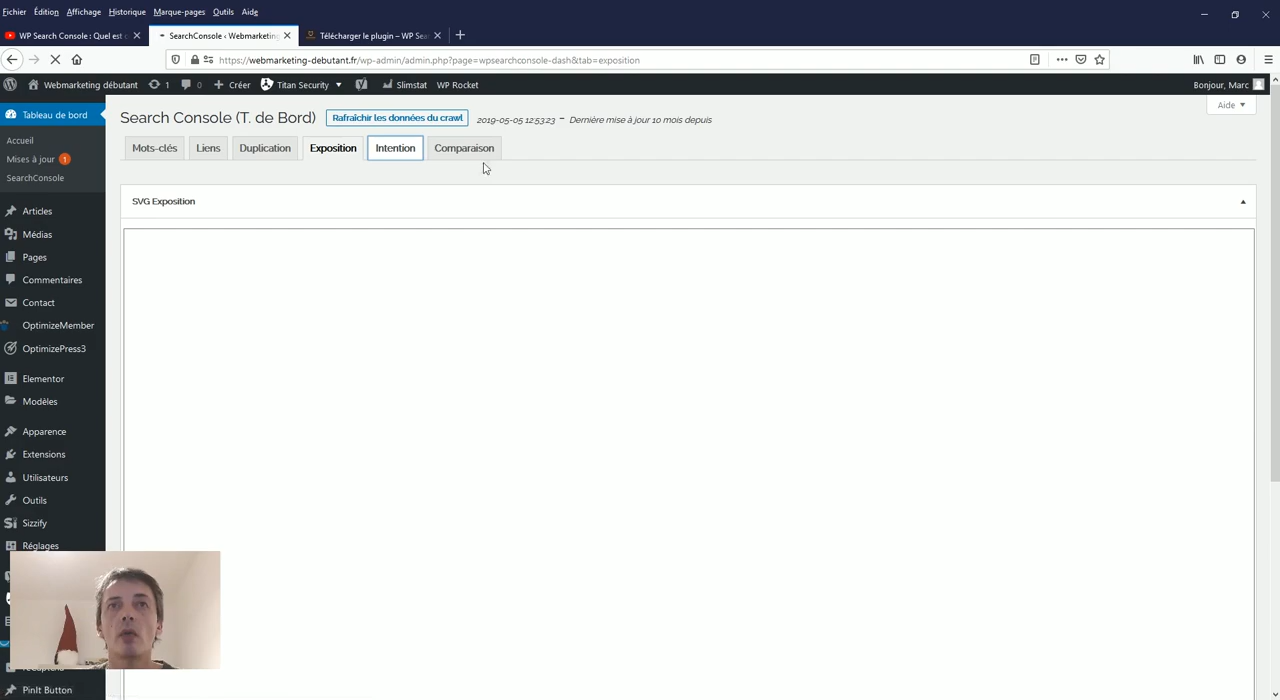 Fichier Édition Affichage Historique Marque-pages Outils Aide
WP Search Console : Quel est
SearchConsole ‹ Webmarketing
Télécharger le plugin – WP Sea
https://webmarketing-debutant.fr/wp-admin/admin.php?page=wpsearchconsole-dash&tab=exposition
Webmarketing débutant 1 0 Créer Titan Security Slimstat WP Rocket Bonjour, Marc
Tableau de bord
Accueil
Mises à jour 1
SearchConsole
Articles
Médias
Pages
Commentaires
Contact
OptimizeMember
OptimizePress3
Elementor
Modèles
Apparence
Extensions
Utilisateurs
Outils
Sizzify
Réglages
PinIt Button
Aide
Search Console (T. de Bord) Rafraîchir les données du crawl 2019-05-05 12:53:23 – Dernière mise à jour 10 mois depuis
Mots-clés Liens Duplication Exposition Intention Comparaison
SVG Exposition